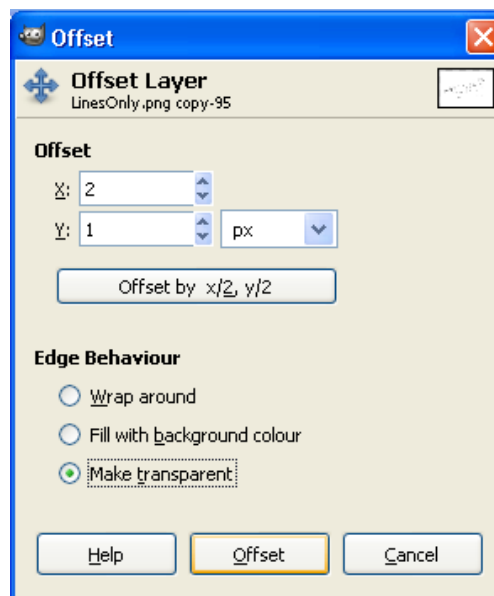 Offset
Offset Layer
LinesOnly.png copy-95
Offset
X: 2
Y: 1 px
Offset by x/2, y/2
Edge Behaviour
Wrap around
Fill with background colour
Make transparent
Help Offset Cancel